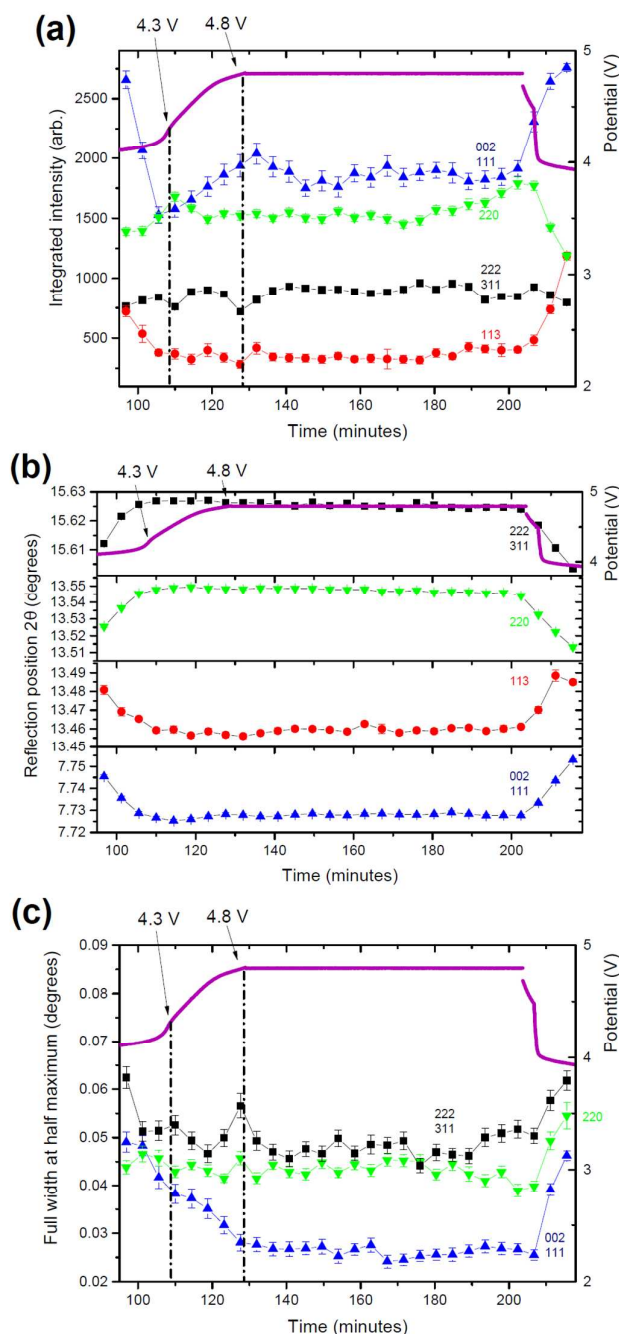 (a)
4.3 V
4.8 V
Integrated intensity (arb.)
2500
2000
1500
1000
500
5
4
3
2
Potential (V)
002
111
220
222
311
113
100 120 140 160 180 200
Time (minutes)
(b)
4.3 V
4.8 V
Reflection position 2θ (degrees)
15.63
15.62
15.61
13.55
13.54
13.52
13.51
13.49
13.48
13.46
13.45
7.75
7.73
7.72
5
4
3
2
Potential (V)
222
311
220
113
002
111
100 120 140 160 180 200
Time (minutes)
(c)
4.3 V
4.8 V
Full width at half maximum (degrees)
0.09
0.08
0.07
0.06
0.05
0.04
0.03
0.02
5
4
3
2
Potential (V)
222
311
220
002
111
100 120 140 160 180 200
Time (minutes)